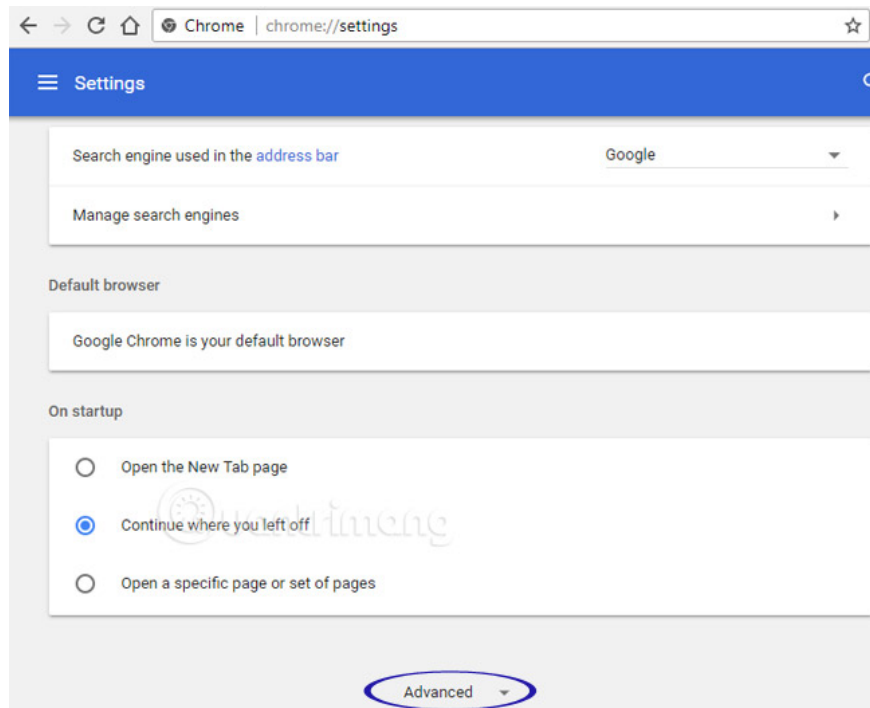 Chrome | chrome://settings
Settings
Search engine used in the address bar Google
Manage search engines
Default browser
Google Chrome is your default browser
On startup
Open the New Tab page
Continue where you left off
Quantrimang
Open a specific page or set of pages
Advanced